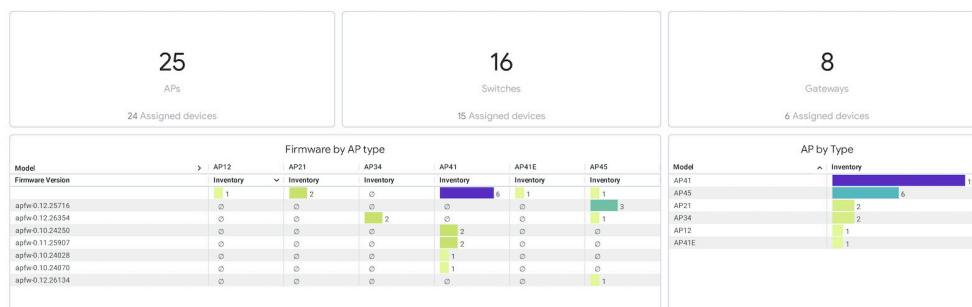 25
APs
24 Assigned devices
16
Switches
15 Assigned devices
8
Gateways
6 Assigned devices
Firmware by AP type
Model > AP12 AP21 AP34 AP41 AP41E AP45
Firmware Version Inventory Inventory Inventory Inventory Inventory Inventory
1 2 ∅ 6 1 1
apfw-0.12.25716 ∅ ∅ ∅ ∅ ∅ 3
apfw-0.12.26354 ∅ ∅ 2 ∅ ∅ 1
apfw-0.10.24250 ∅ ∅ ∅ 2 ∅ ∅
apfw-0.11.25907 ∅ ∅ ∅ 2 ∅ ∅
apfw-0.10.24028 ∅ ∅ ∅ 1 ∅ ∅
apfw-0.10.24070 ∅ ∅ ∅ 1 ∅ ∅
apfw-0.12.26134 ∅ ∅ ∅ ∅ ∅ 1
AP by Type
Model Inventory
AP41
AP45 6
AP21 2
AP34 2
AP12 1
AP41E 1